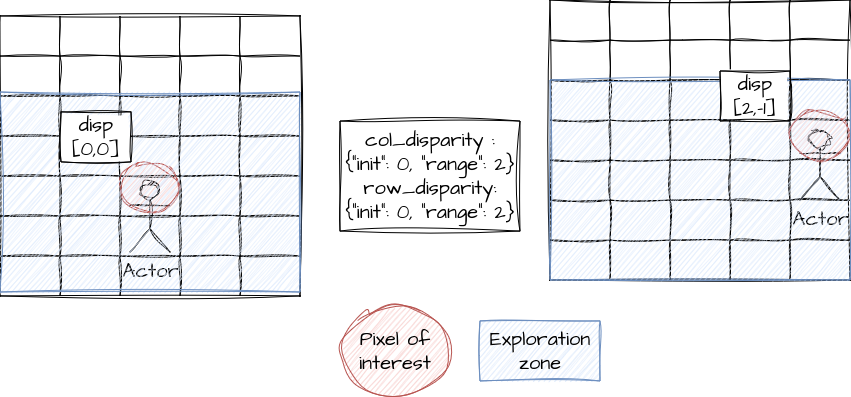 disp
[0,0]
Actor
col_disparity :
{"init": 0, "range": 2}
row_disparity:
{"init": 0, "range": 2}
disp
[2,-1]
Actor
Pixel of
interest
Exploration
zone